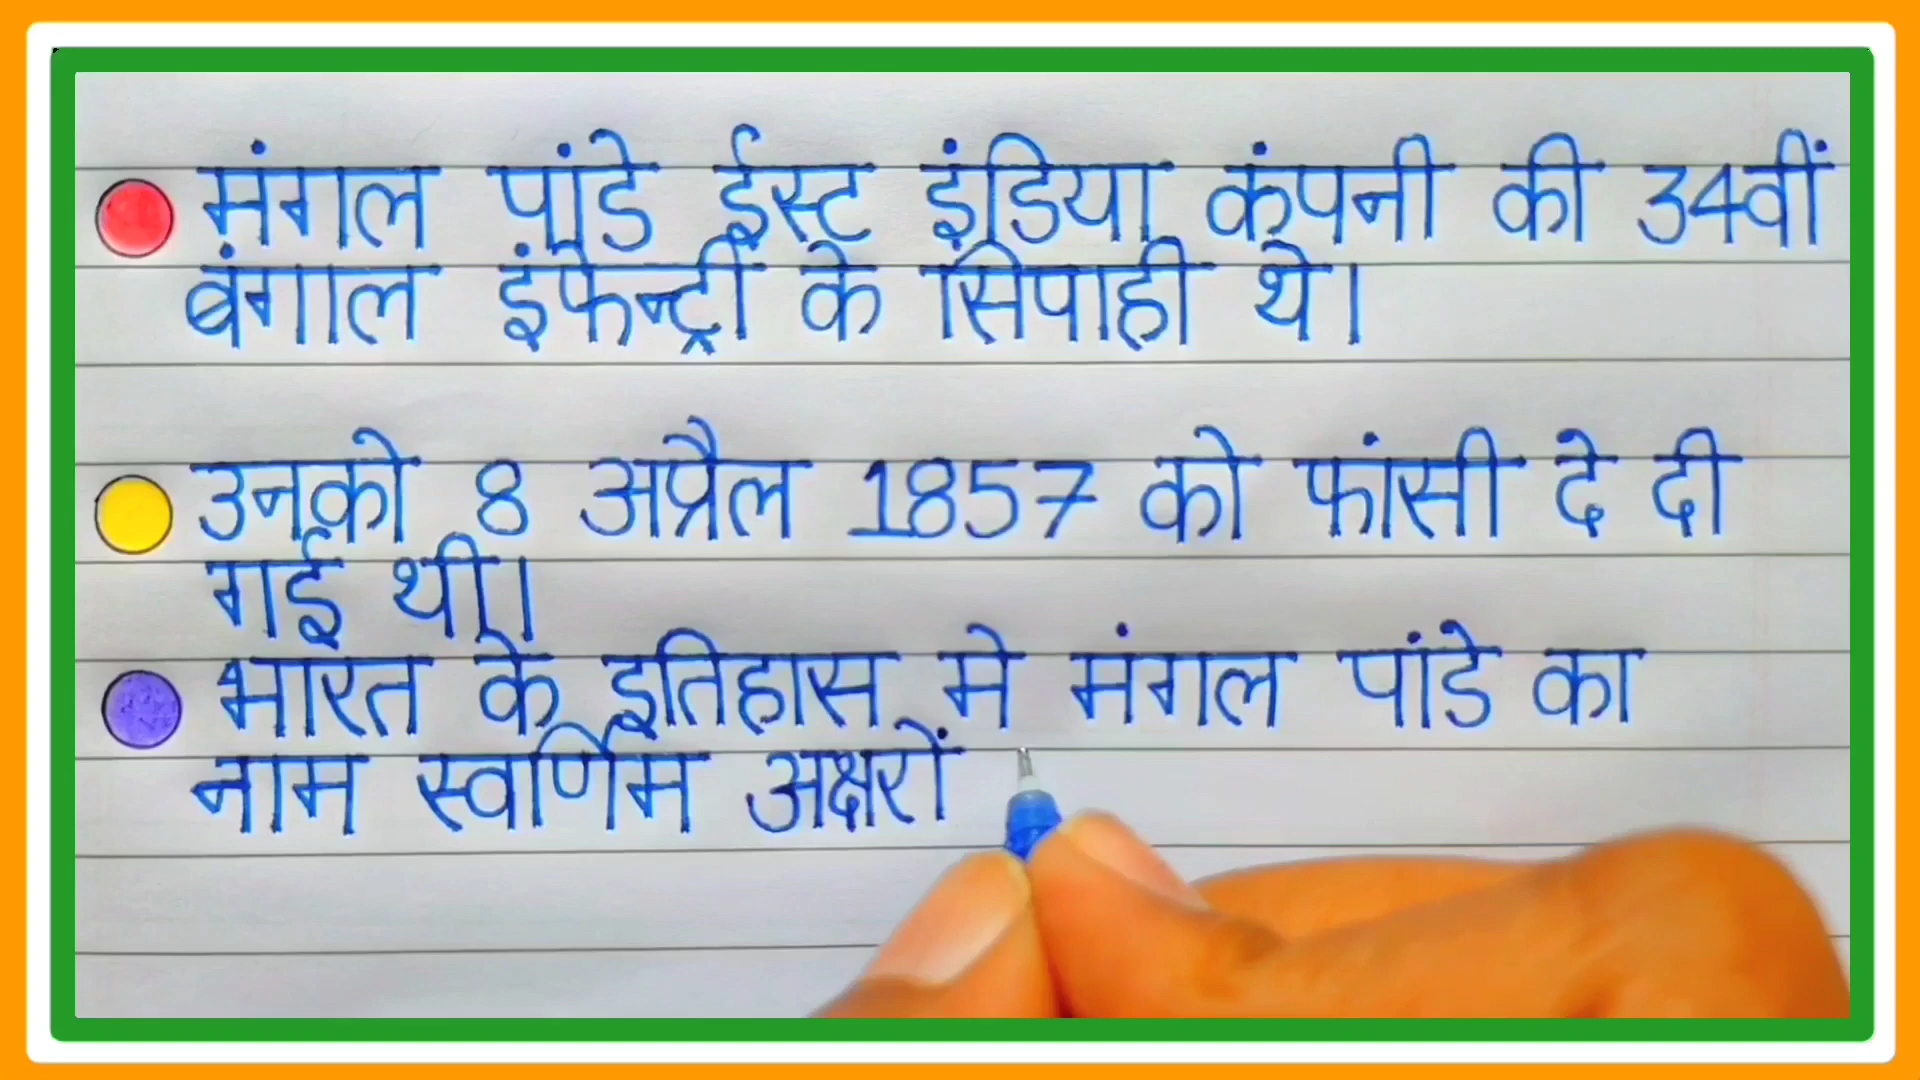 मंगल पांडे ईस्ट इंडिया कंपनी की 34वीं
बंगाल इंफेन्ट्री के सिपाही थे।
उनको 8 अप्रैल 1857 को फांसी दे दी
गई थी।
भारत के इतिहास मे मंगल पांडे का
नाम स्वर्णिम अक्षरों